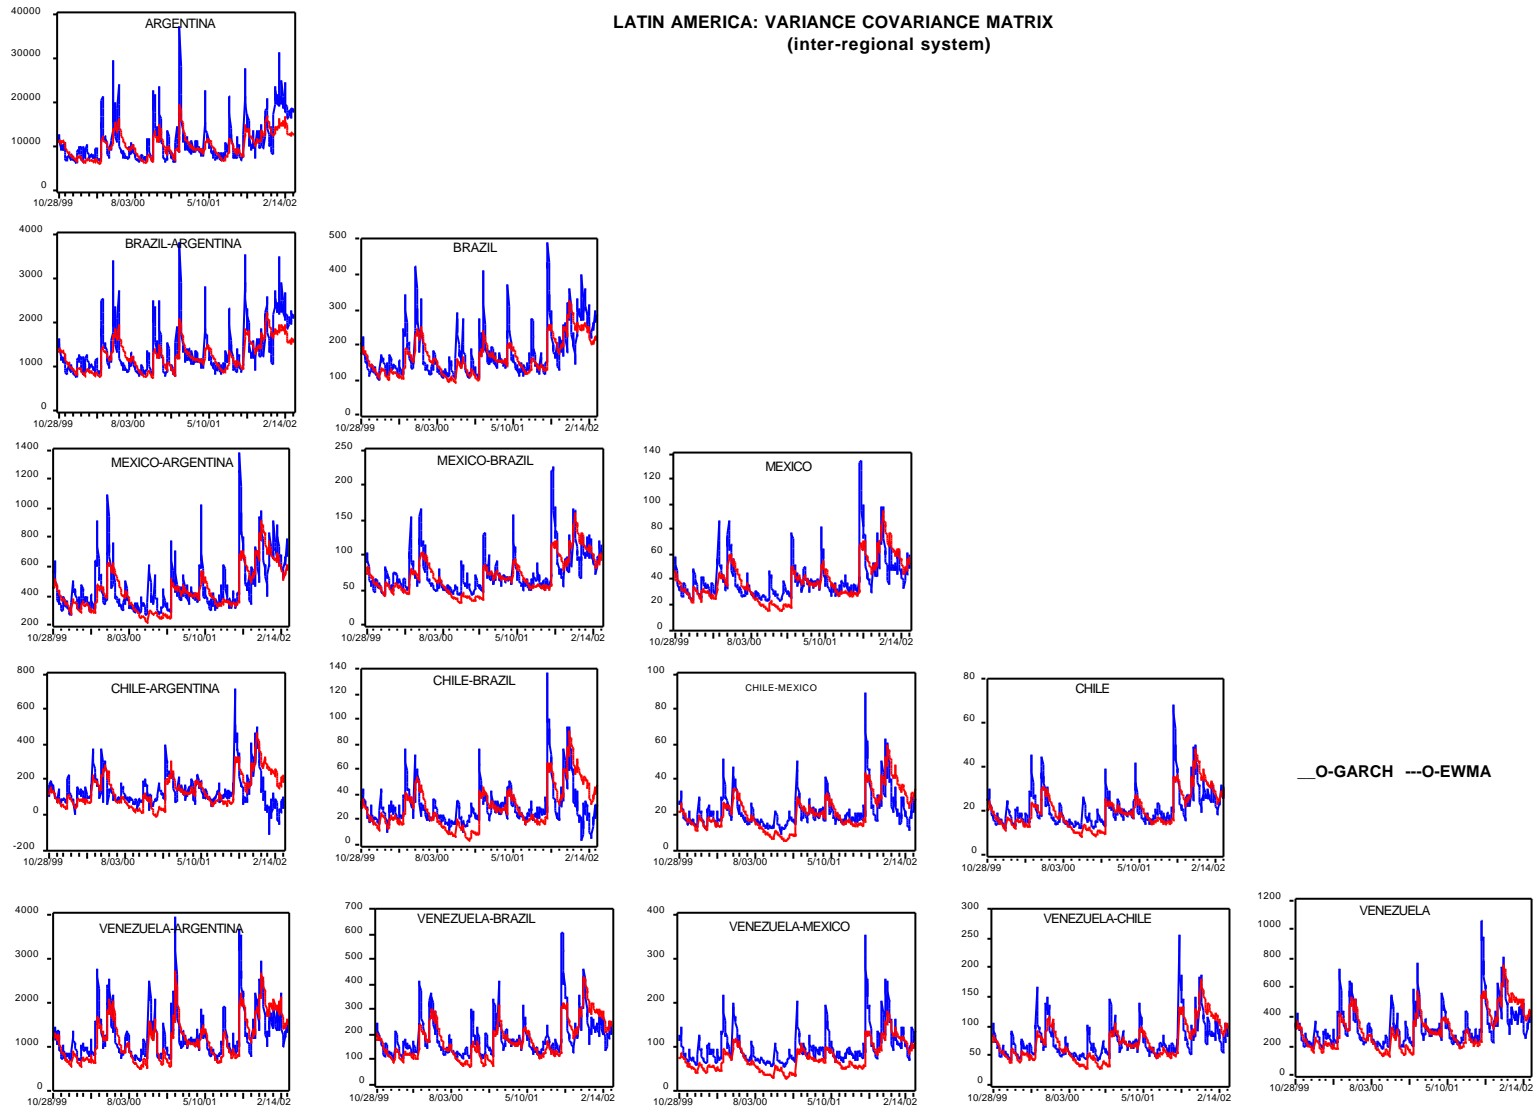 LATIN AMERICA: VARIANCE COVARIANCE MATRIX
(inter-regional system)
ARGENTINA
40000
30000
20000
10000
0
10/28/99 8/03/00 5/10/01 2/14/02
BRAZIL-ARGENTINA
4000
3000
2000
1000
0
10/28/99 8/03/00 5/10/01 2/14/02
BRAZIL
500
400
300
200
100
0
10/28/99 8/03/00 5/10/01 2/14/02
MEXICO-ARGENTINA
1400
1200
1000
800
600
400
200
10/28/99 8/03/00 5/10/01 2/14/02
MEXICO-BRAZIL
250
200
150
100
50
0
10/28/99 8/03/00 5/10/01 2/14/02
MEXICO
140
120
100
80
60
40
20
0
10/28/99 8/03/00 5/10/01 2/14/02
CHILE-ARGENTINA
800
600
400
200
0
-200
10/28/99 8/03/00 5/10/01 2/14/02
CHILE-BRAZIL
140
120
100
80
60
40
20
0
10/28/99 8/03/00 5/10/01 2/14/02
CHILE-MEXICO
100
80
60
40
20
0
10/28/99 8/03/00 5/10/01 2/14/02
CHILE
80
60
40
20
0
10/28/99 8/03/00 5/10/01 2/14/02
__O-GARCH ---O-EWMA
VENEZUELA-ARGENTINA
4000
3000
2000
1000
0
10/28/99 8/03/00 5/10/01 2/14/02
VENEZUELA-BRAZIL
700
600
500
400
300
200
100
0
10/28/99 8/03/00 5/10/01 2/14/02
VENEZUELA-MEXICO
400
300
200
100
0
10/28/99 8/03/00 5/10/01 2/14/02
VENEZUELA-CHILE
300
250
200
150
100
50
0
10/28/99 8/03/00 5/10/01 2/14/02
VENEZUELA
1200
1000
800
600
400
200
0
10/28/99 8/03/00 5/10/01 2/14/02